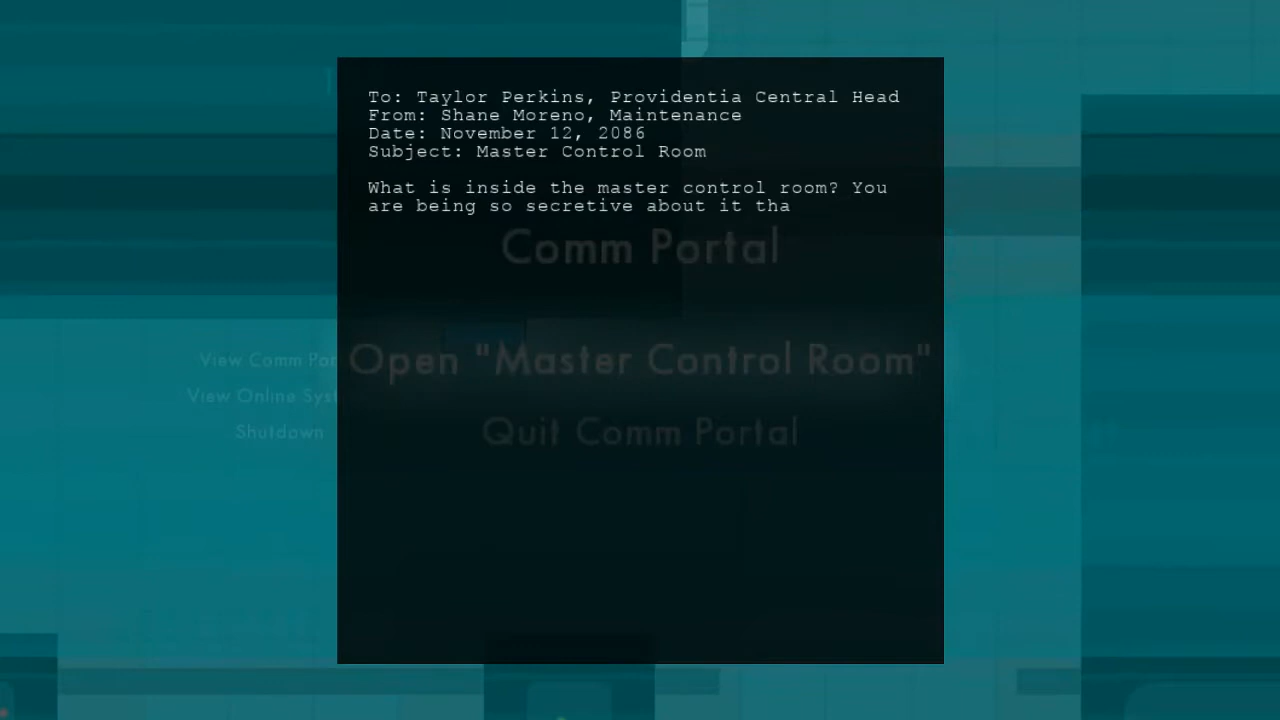 To: Taylor Perkins, Providentia Central Head
From: Shane Moreno, Maintenance
Date: November 12, 2086
Subject: Master Control Room
What is inside the master control room? You
are being so secretive about it tha
Comm Portal
Open "Master Control Room"
Quit Comm Portal
View Comm Por
View Online Syst
Shutdown